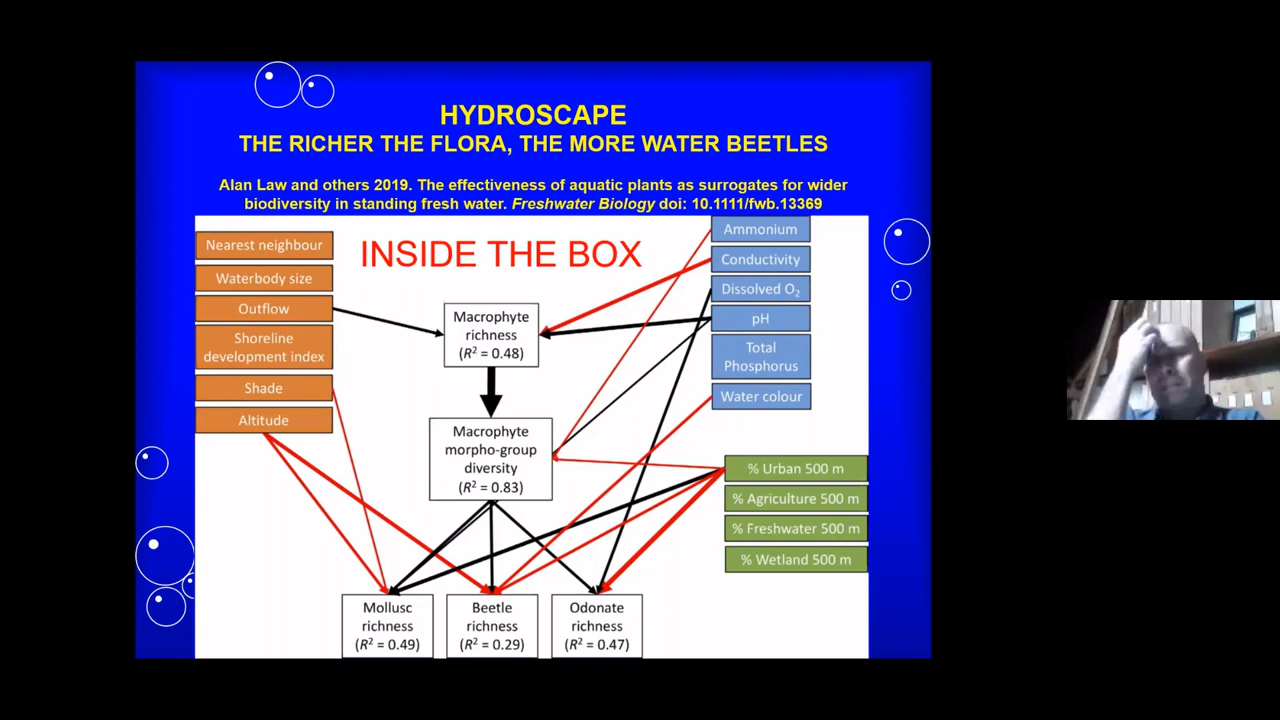 HYDROSCAPE
THE RICHER THE FLORA, THE MORE WATER BEETLES
Alan Law and others 2019. The effectiveness of aquatic plants as surrogates for wider
biodiversity in standing fresh water. Freshwater Biology doi: 10.1111/fwb.13369
INSIDE THE BOX
Nearest neighbour
Waterbody size
Outflow
Shoreline
development index
Shade
Altitude
Macrophyte
richness
(R² = 0.48)
Macrophyte
morpho-group
diversity
(R² = 0.83)
Ammonium
Conductivity
Dissolved O₂
pH
Total
Phosphorus
Water colour
% Urban 500 m
% Agriculture 500 m
% Freshwater 500 m
% Wetland 500 m
Mollusc
richness
(R² = 0.49)
Beetle
richness
(R² = 0.29)
Odonate
richness
(R² = 0.47)